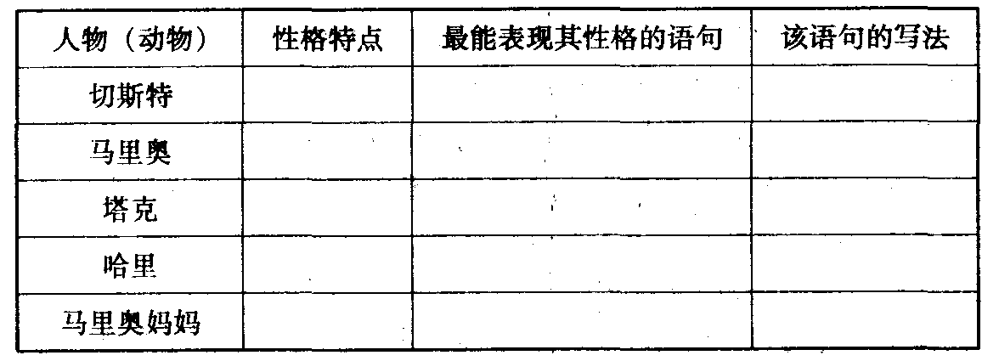 人物（动物） 性格特点 最能表现其性格的语句 该语句的写法
切斯特
马里奥
塔克
哈里
马里奥妈妈